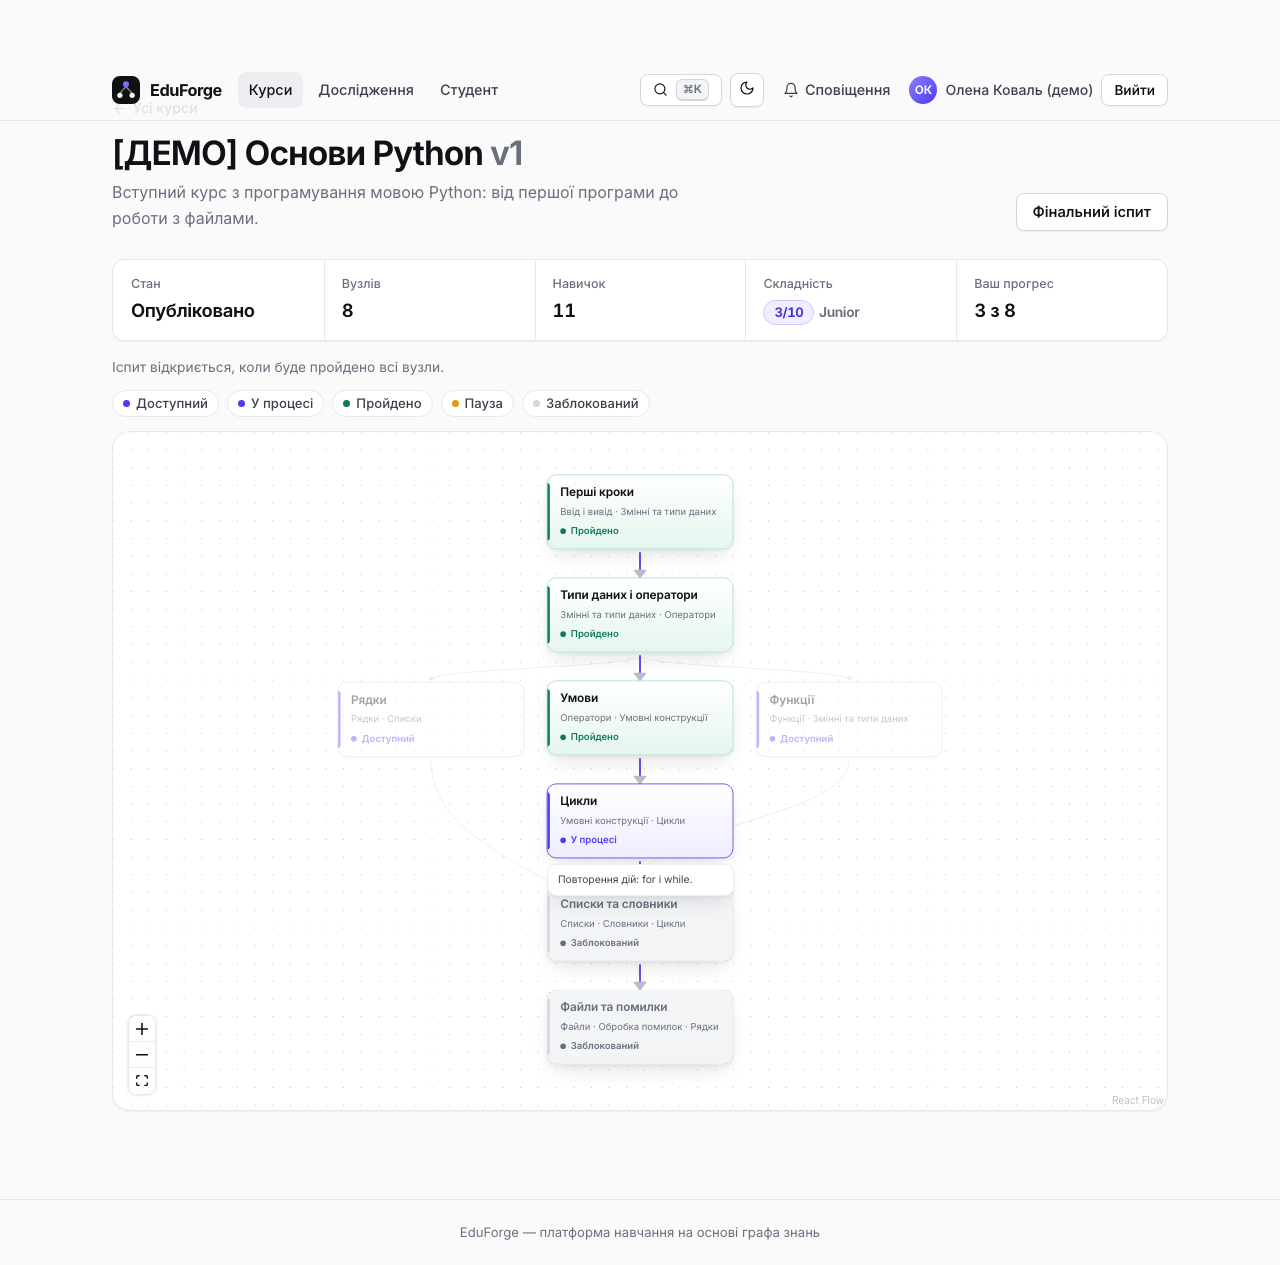 EduForge
Курси
Дослідження
Студент
⌘K
Сповіщення
ОК
Олена Коваль (демо)
Вийти
← Усі курси
[ДЕМО] Основи Python v1
Вступний курс з програмування мовою Python: від першої програми до
роботи з файлами.
Фінальний іспит
Стан
Опубліковано
Вузлів
8
Навичок
11
Складність
3/10 Junior
Ваш прогрес
3 з 8
Іспит відкриється, коли буде пройдено всі вузли.
Доступний
У процесі
Пройдено
Пауза
Заблокований
Перші кроки
Ввід і вивід · Змінні та типи даних
Пройдено
Типи даних і оператори
Змінні та типи даних · Оператори
Пройдено
Рядки
Рядки · Списки
Доступний
Умови
Оператори · Умовні конструкції
Пройдено
Функції
Функції · Змінні та типи даних
Доступний
Цикли
Умовні конструкції · Цикли
У процесі
Повторення дій: for і while.
Списки та словники
Списки · Словники · Цикли
Заблокований
Файли та помилки
Файли · Обробка помилок · Рядки
Заблокований
React Flow
EduForge — платформа навчання на основі графа знань